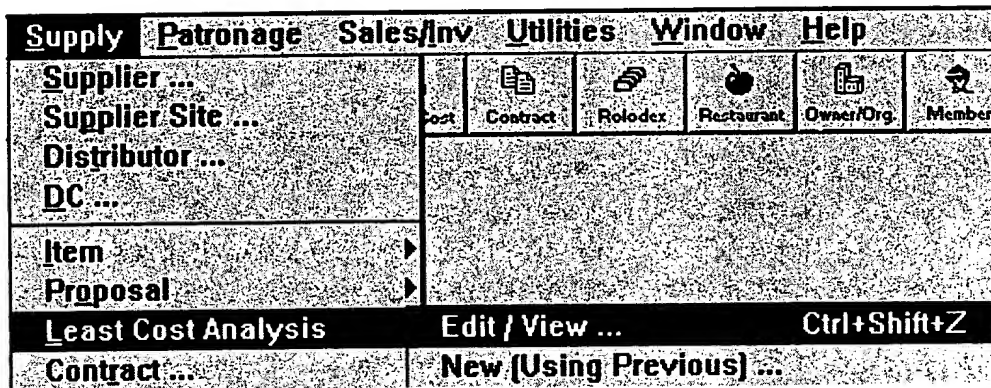 Supply Patronage Sales/Inv Utilities Window Help
Supplier ...
Supplier Site ...
Distributor ...
DC ...
Cost Contract Rolodex Restaurant Owner/Org. Member
Item
Proposal
Least Cost Analysis
Edit / View ... Ctrl+Shift+Z
Contract ...
New (Using Previous) ...